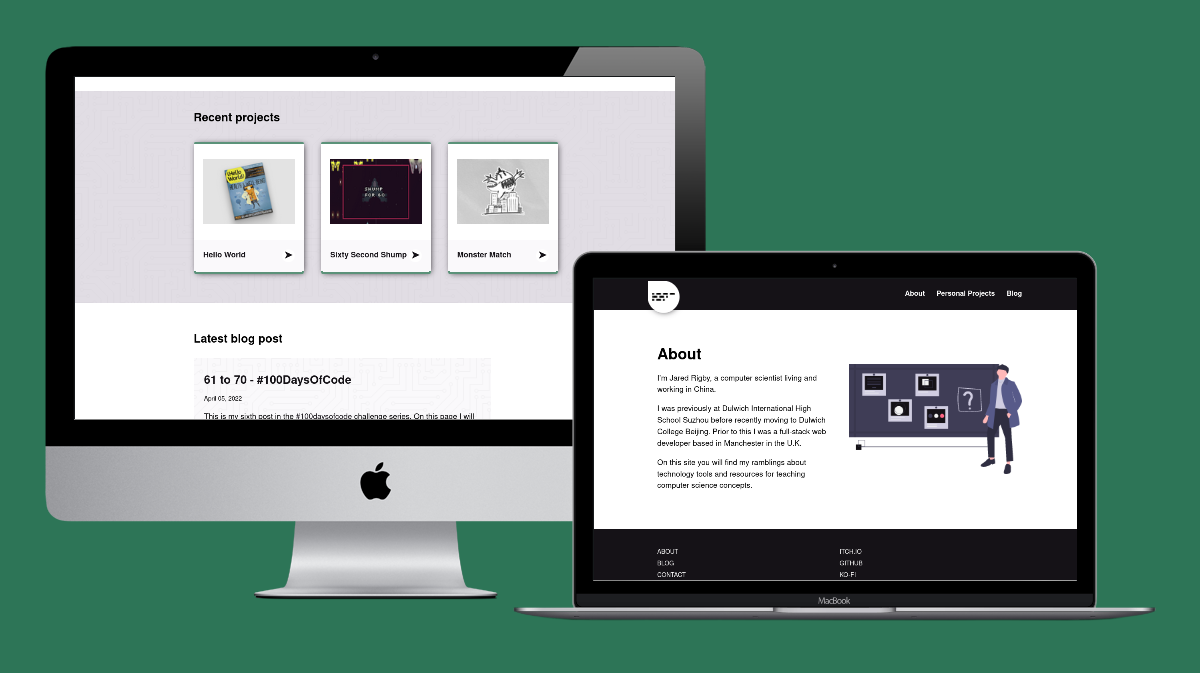 Recent projects
Hello World!
SHUMP
FOR 60
Hello World
Sixty Second Shump
Monster Match
Latest blog post
61 to 70 - #100DaysOfCode
April 05, 2022
This is my sixth post in the #100daysofcode challenge series. On this page I will
About
Personal Projects
Blog
About
I'm Jared Rigby, a computer scientist living and
working in China.
I was previously at Dulwich International High
School Suzhou before recently moving to Dulwich
College Beijing. Prior to this I was a full-stack web
developer based in Manchester in the U.K.
On this site you will find my ramblings about
technology tools and resources for teaching
computer science concepts.
?
ABOUT
BLOG
CONTACT
ITCH.IO
GITHUB
KO-FI
MacBook